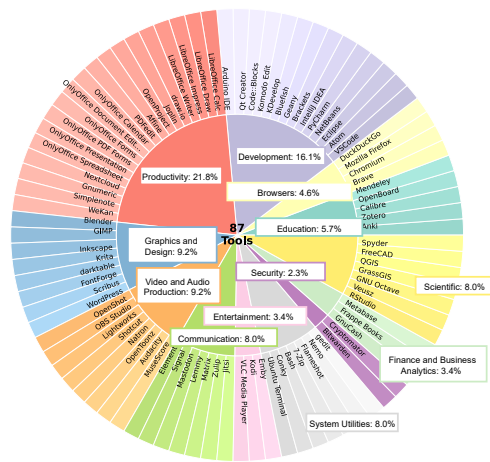 87
Tools
Development: 16.1%
Browsers: 4.6%
Education: 5.7%
Scientific: 8.0%
Finance and Business
Analytics: 3.4%
Security: 2.3%
System Utilities: 8.0%
Entertainment: 3.4%
Communication: 8.0%
Video and Audio
Production: 9.2%
Graphics and
Design: 9.2%
Productivity: 21.8%
Arduino IDE
Qt Creator
Code::Blocks
Komodo Edit
KDevelop
Bluefish
Geany
Brackets
IntelliJ IDEA
PyCharm
NetBeans
Eclipse
Atom
VSCode
DuckDuckGo
Mozilla Firefox
Chromium
Brave
Mendeley
OpenBoard
Calibre
Zotero
Anki
Spyder
FreeCAD
QGIS
GrassGIS
GNU Octave
Veusz
RStudio
Metabase
Frappe Books
GnuCash
Cryptomator
Bitwarden
gedit
Nemo
Flameshot
7-Zip
Bash
Conky
Ubuntu Terminal
Emby
Kodi
VLC Media Player
Jitsi
Zulip
Matrix
Lemmy
Mastodon
Signal
Element
MuseScore
Audacity
OpenToonz
Natron
Shotcut
Lightworks
OBS Studio
OpenShot
WordPress
Scribus
FontForge
darktable
Krita
Inkscape
GIMP
Blender
WeKan
Simplenote
Gnumeric
Nextcloud
OnlyOffice Spreadsheet
OnlyOffice Presentation
OnlyOffice PDF Forms
OnlyOffice Document Edit...
OnlyOffice Forms
OnlyOffice Calendar
PDFedit
Affine
OpenProject
Joplin
Draw.io
LibreOffice Writer
LibreOffice Impress
LibreOffice Draw
LibreOffice Calc